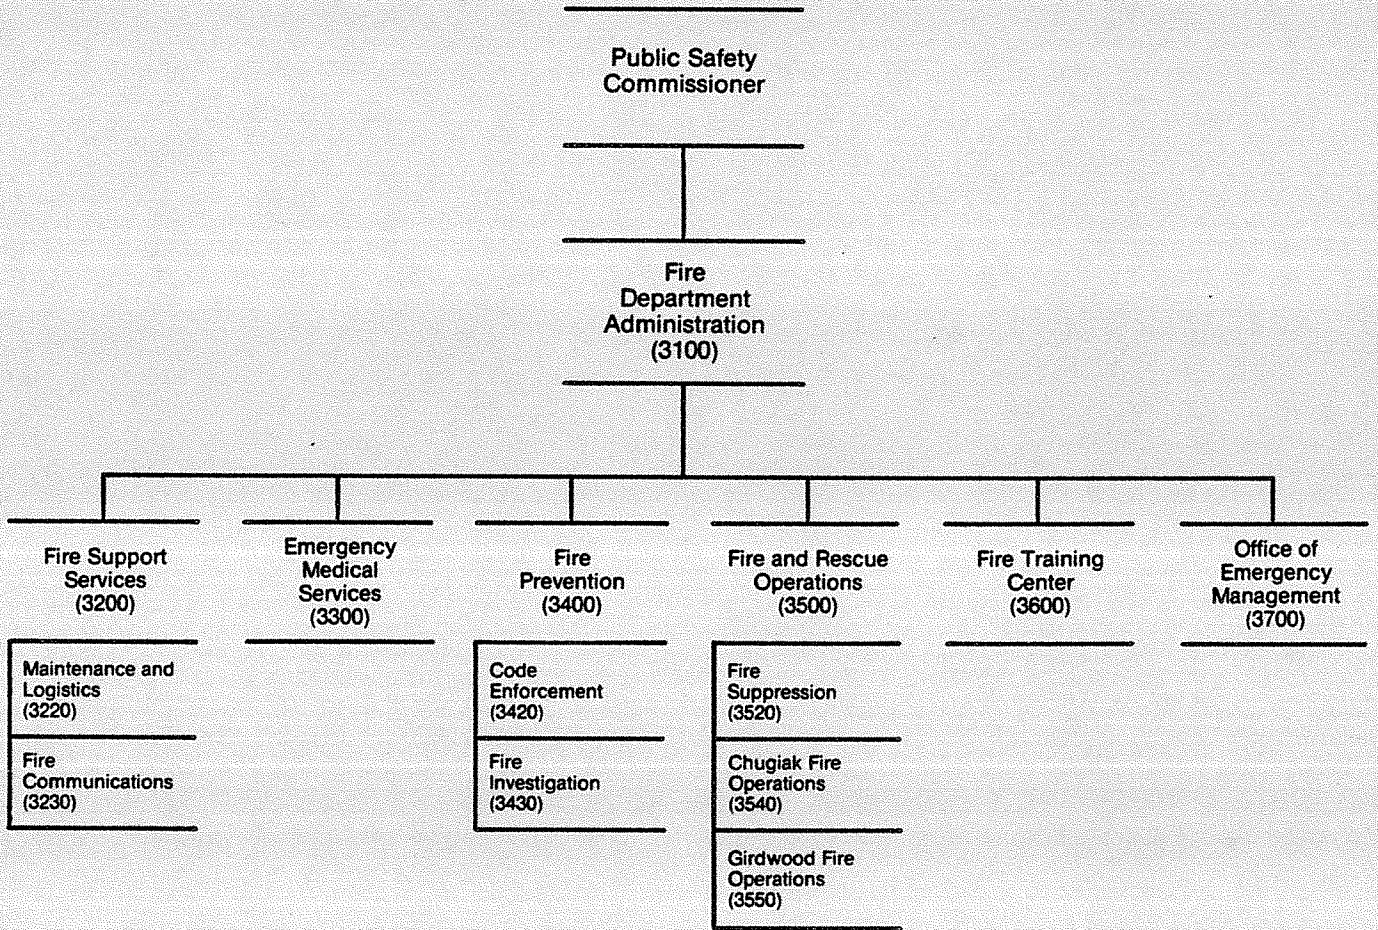 Public Safety
Commissioner
Fire
Department
Administration
(3100)
Fire Support
Services
(3200)
Emergency
Medical
Services
(3300)
Fire
Prevention
(3400)
Fire and Rescue
Operations
(3500)
Fire Training
Center
(3600)
Office of
Emergency
Management
(3700)
Maintenance and
Logistics
(3220)
Fire
Communications
(3230)
Code
Enforcement
(3420)
Fire
Investigation
(3430)
Fire
Suppression
(3520)
Chugiak Fire
Operations
(3540)
Girdwood Fire
Operations
(3550)